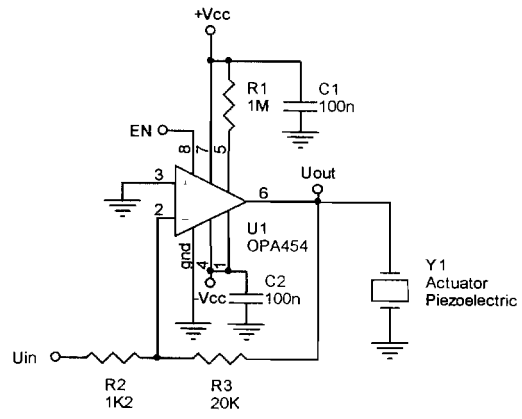 +Vcc
R1
1M
C1
100n
EN
8
7
5
3
+
6
Uout
2
−
U1
OPA454
gnd
4
1
-Vcc
C2
100n
Y1
Actuator
Piezoelectric
Uin
R2
1K2
R3
20K